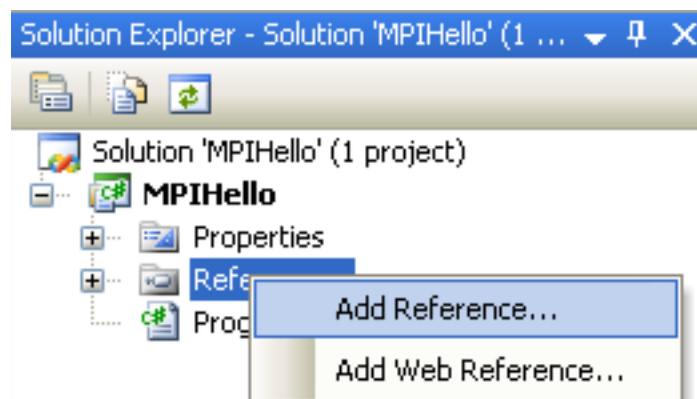 Solution Explorer - Solution 'MPIHello' (1 ...
Solution 'MPIHello' (1 project)
C#
MPIHello
Properties
Refe
Add Reference...
C#
Prog
Add Web Reference...